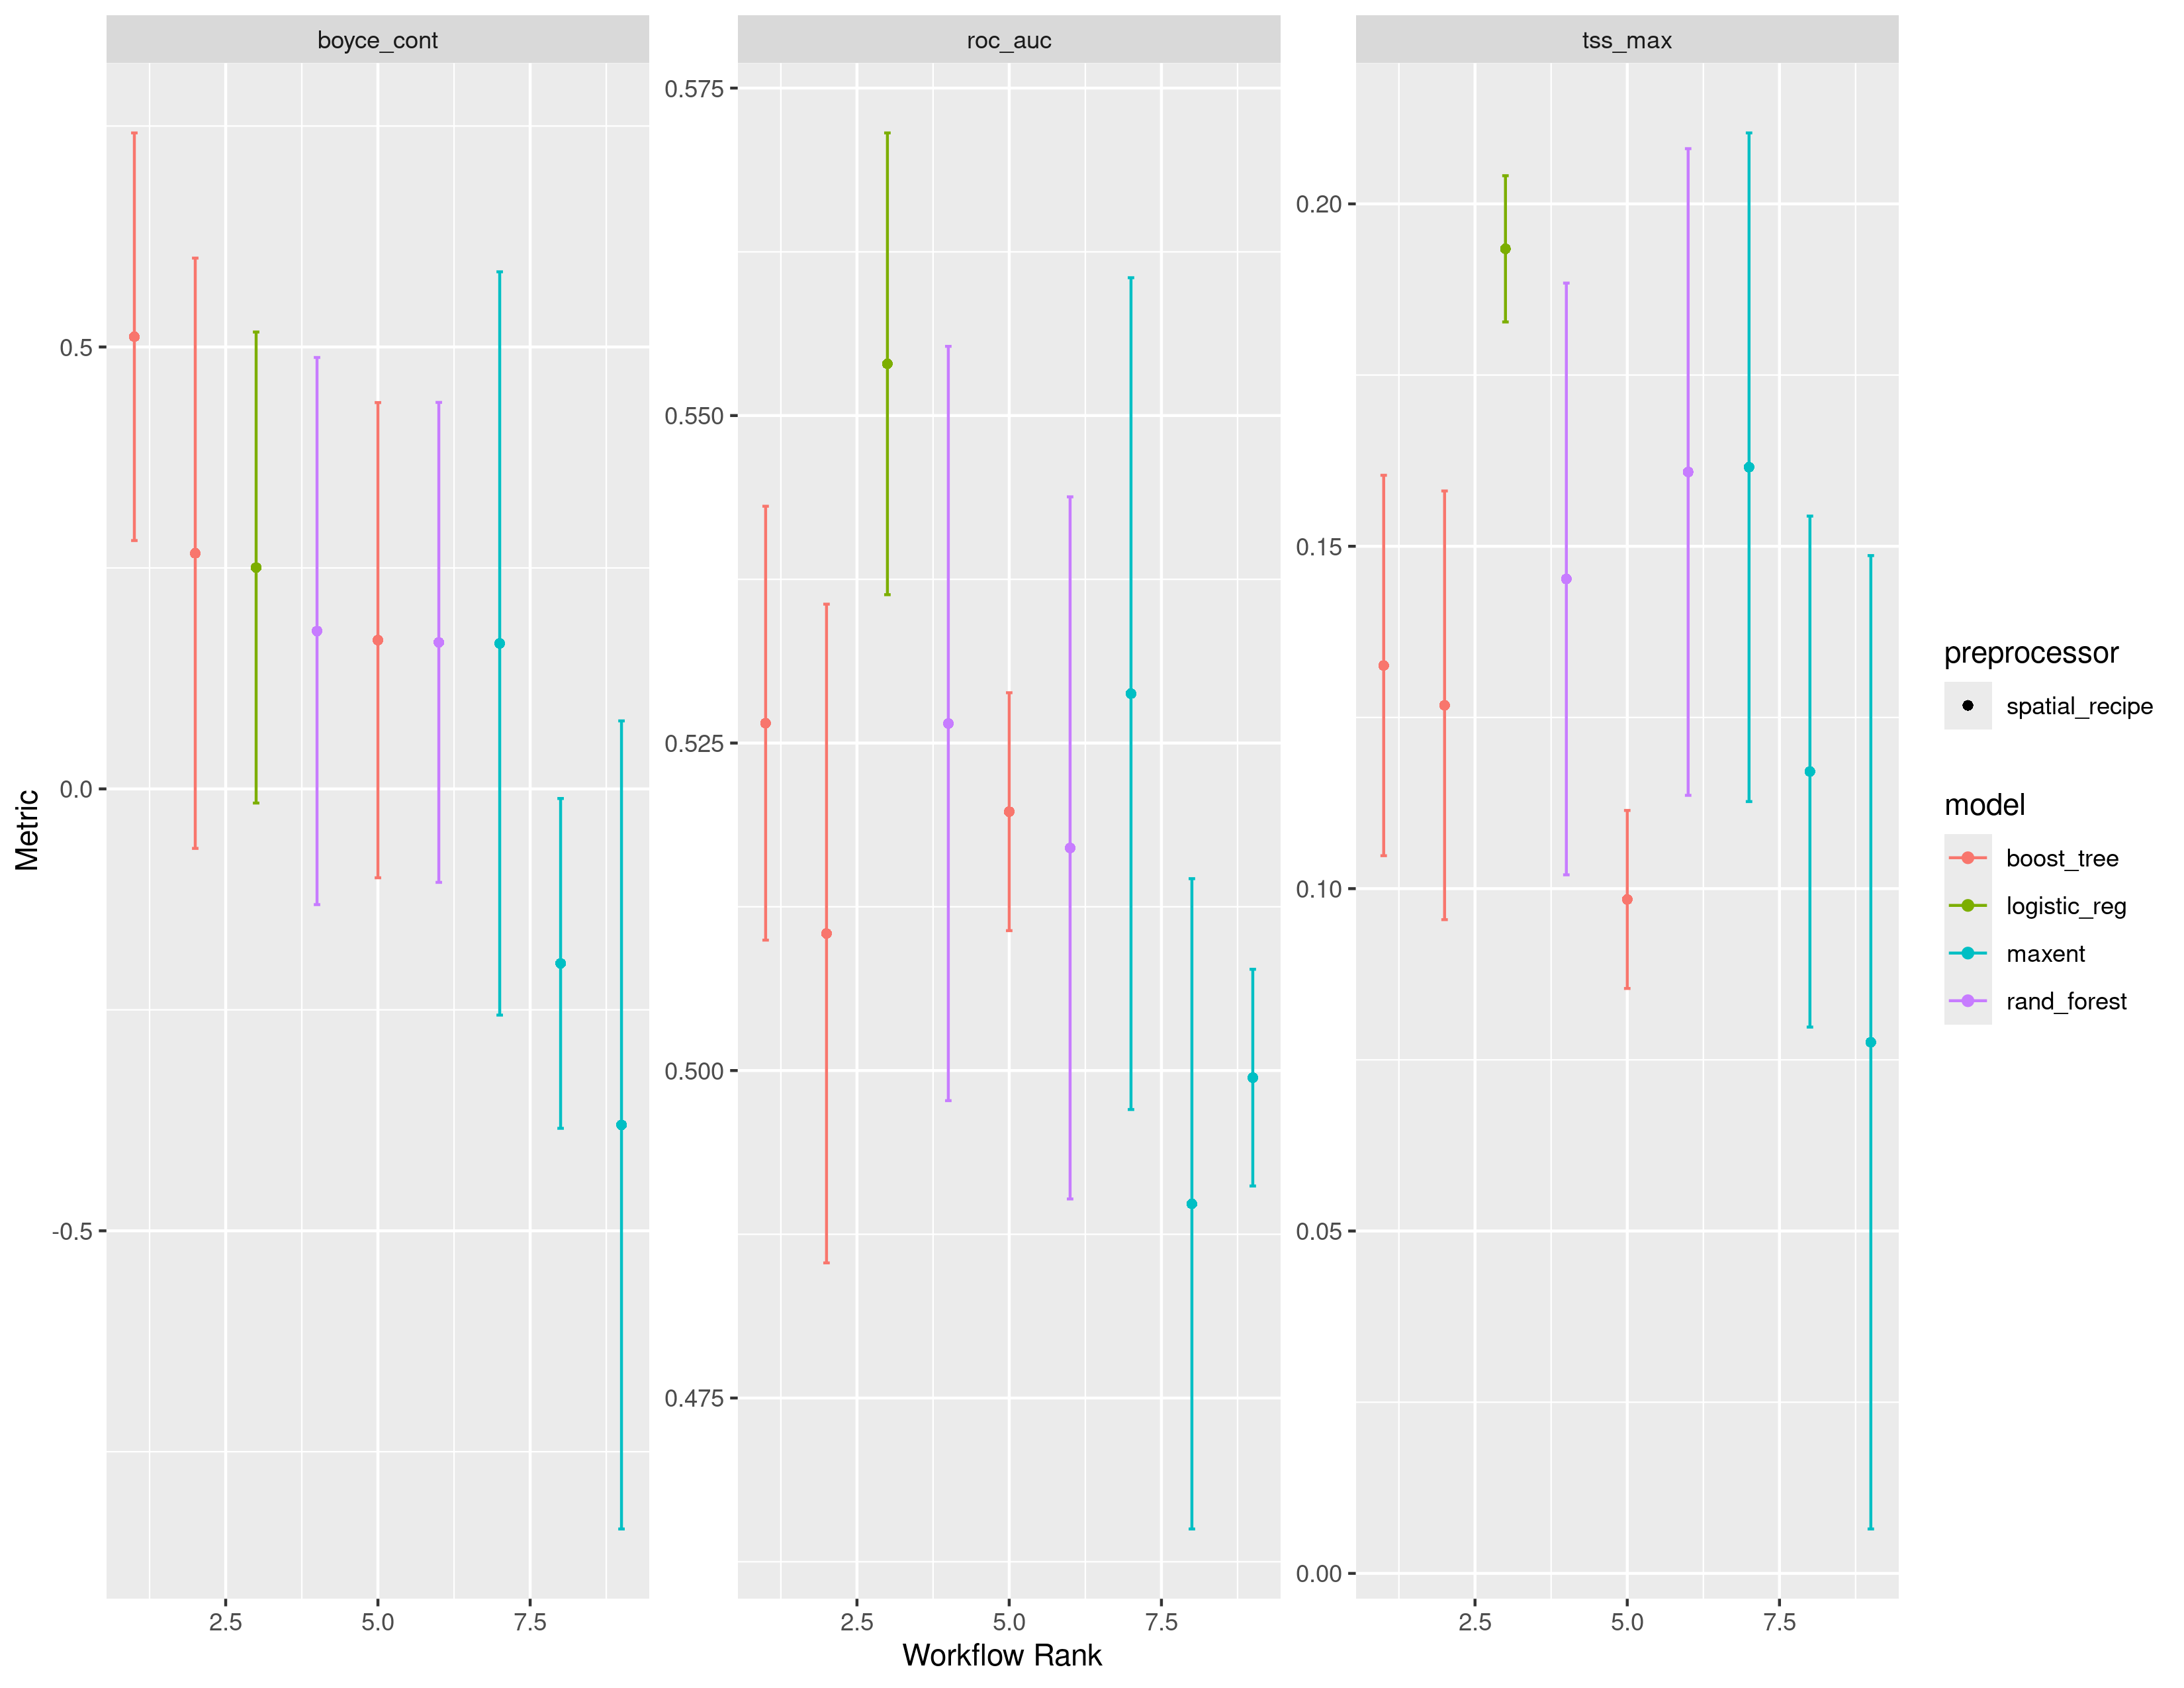 boyce_cont
roc_auc
tss_max
Metric
0.5
0.0
-0.5
0.575
0.550
0.525
0.500
0.475
0.20
0.15
0.10
0.05
0.00
2.5 5.0 7.5
2.5 5.0 7.5
2.5 5.0 7.5
Workflow Rank
preprocessor
spatial_recipe
model
boost_tree
logistic_reg
maxent
rand_forest